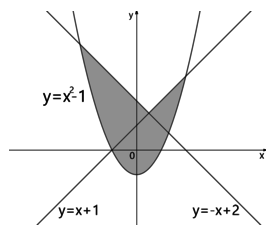 y
y=x²-1
0
x
y=x+1
y=-x+2